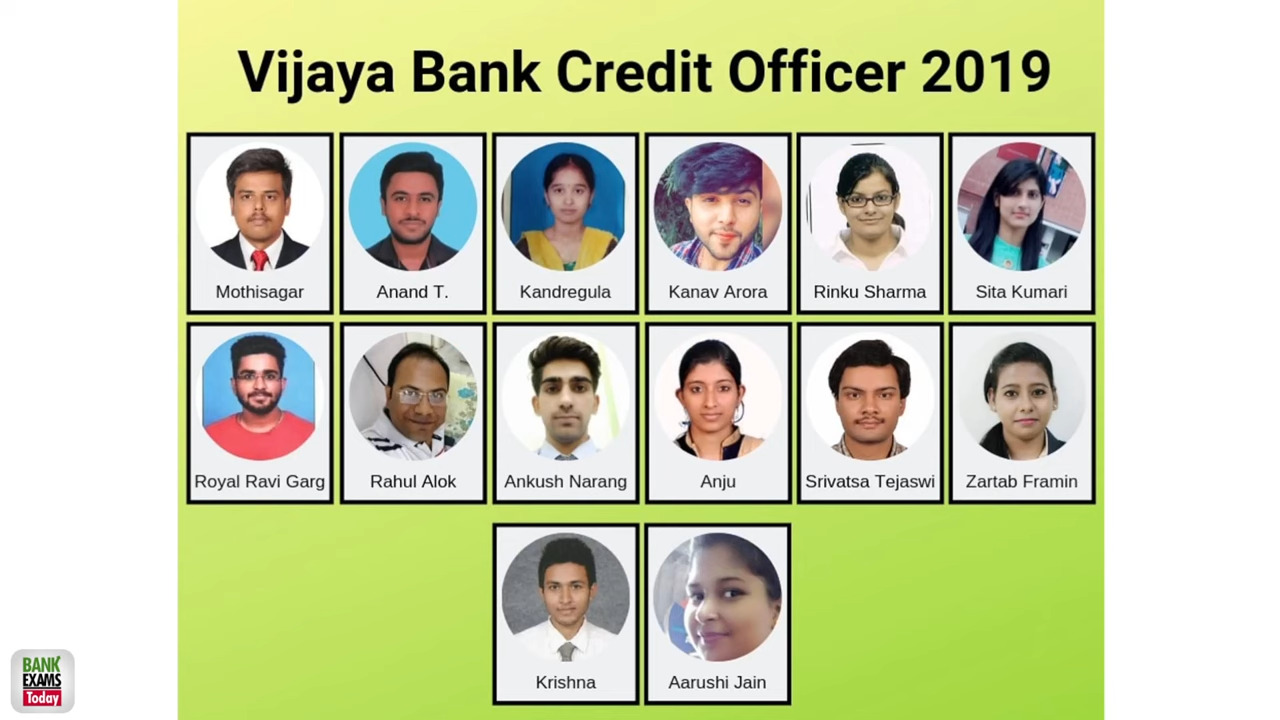 Vijaya Bank Credit Officer 2019
Mothisagar
Anand T.
Kandregula
Kanav Arora
Rinku Sharma
Sita Kumari
Royal Ravi Garg
Rahul Alok
Ankush Narang
Anju
Srivatsa Tejaswi
Zartab Framin
Krishna
Aarushi Jain
BANK
EXAMS
Today